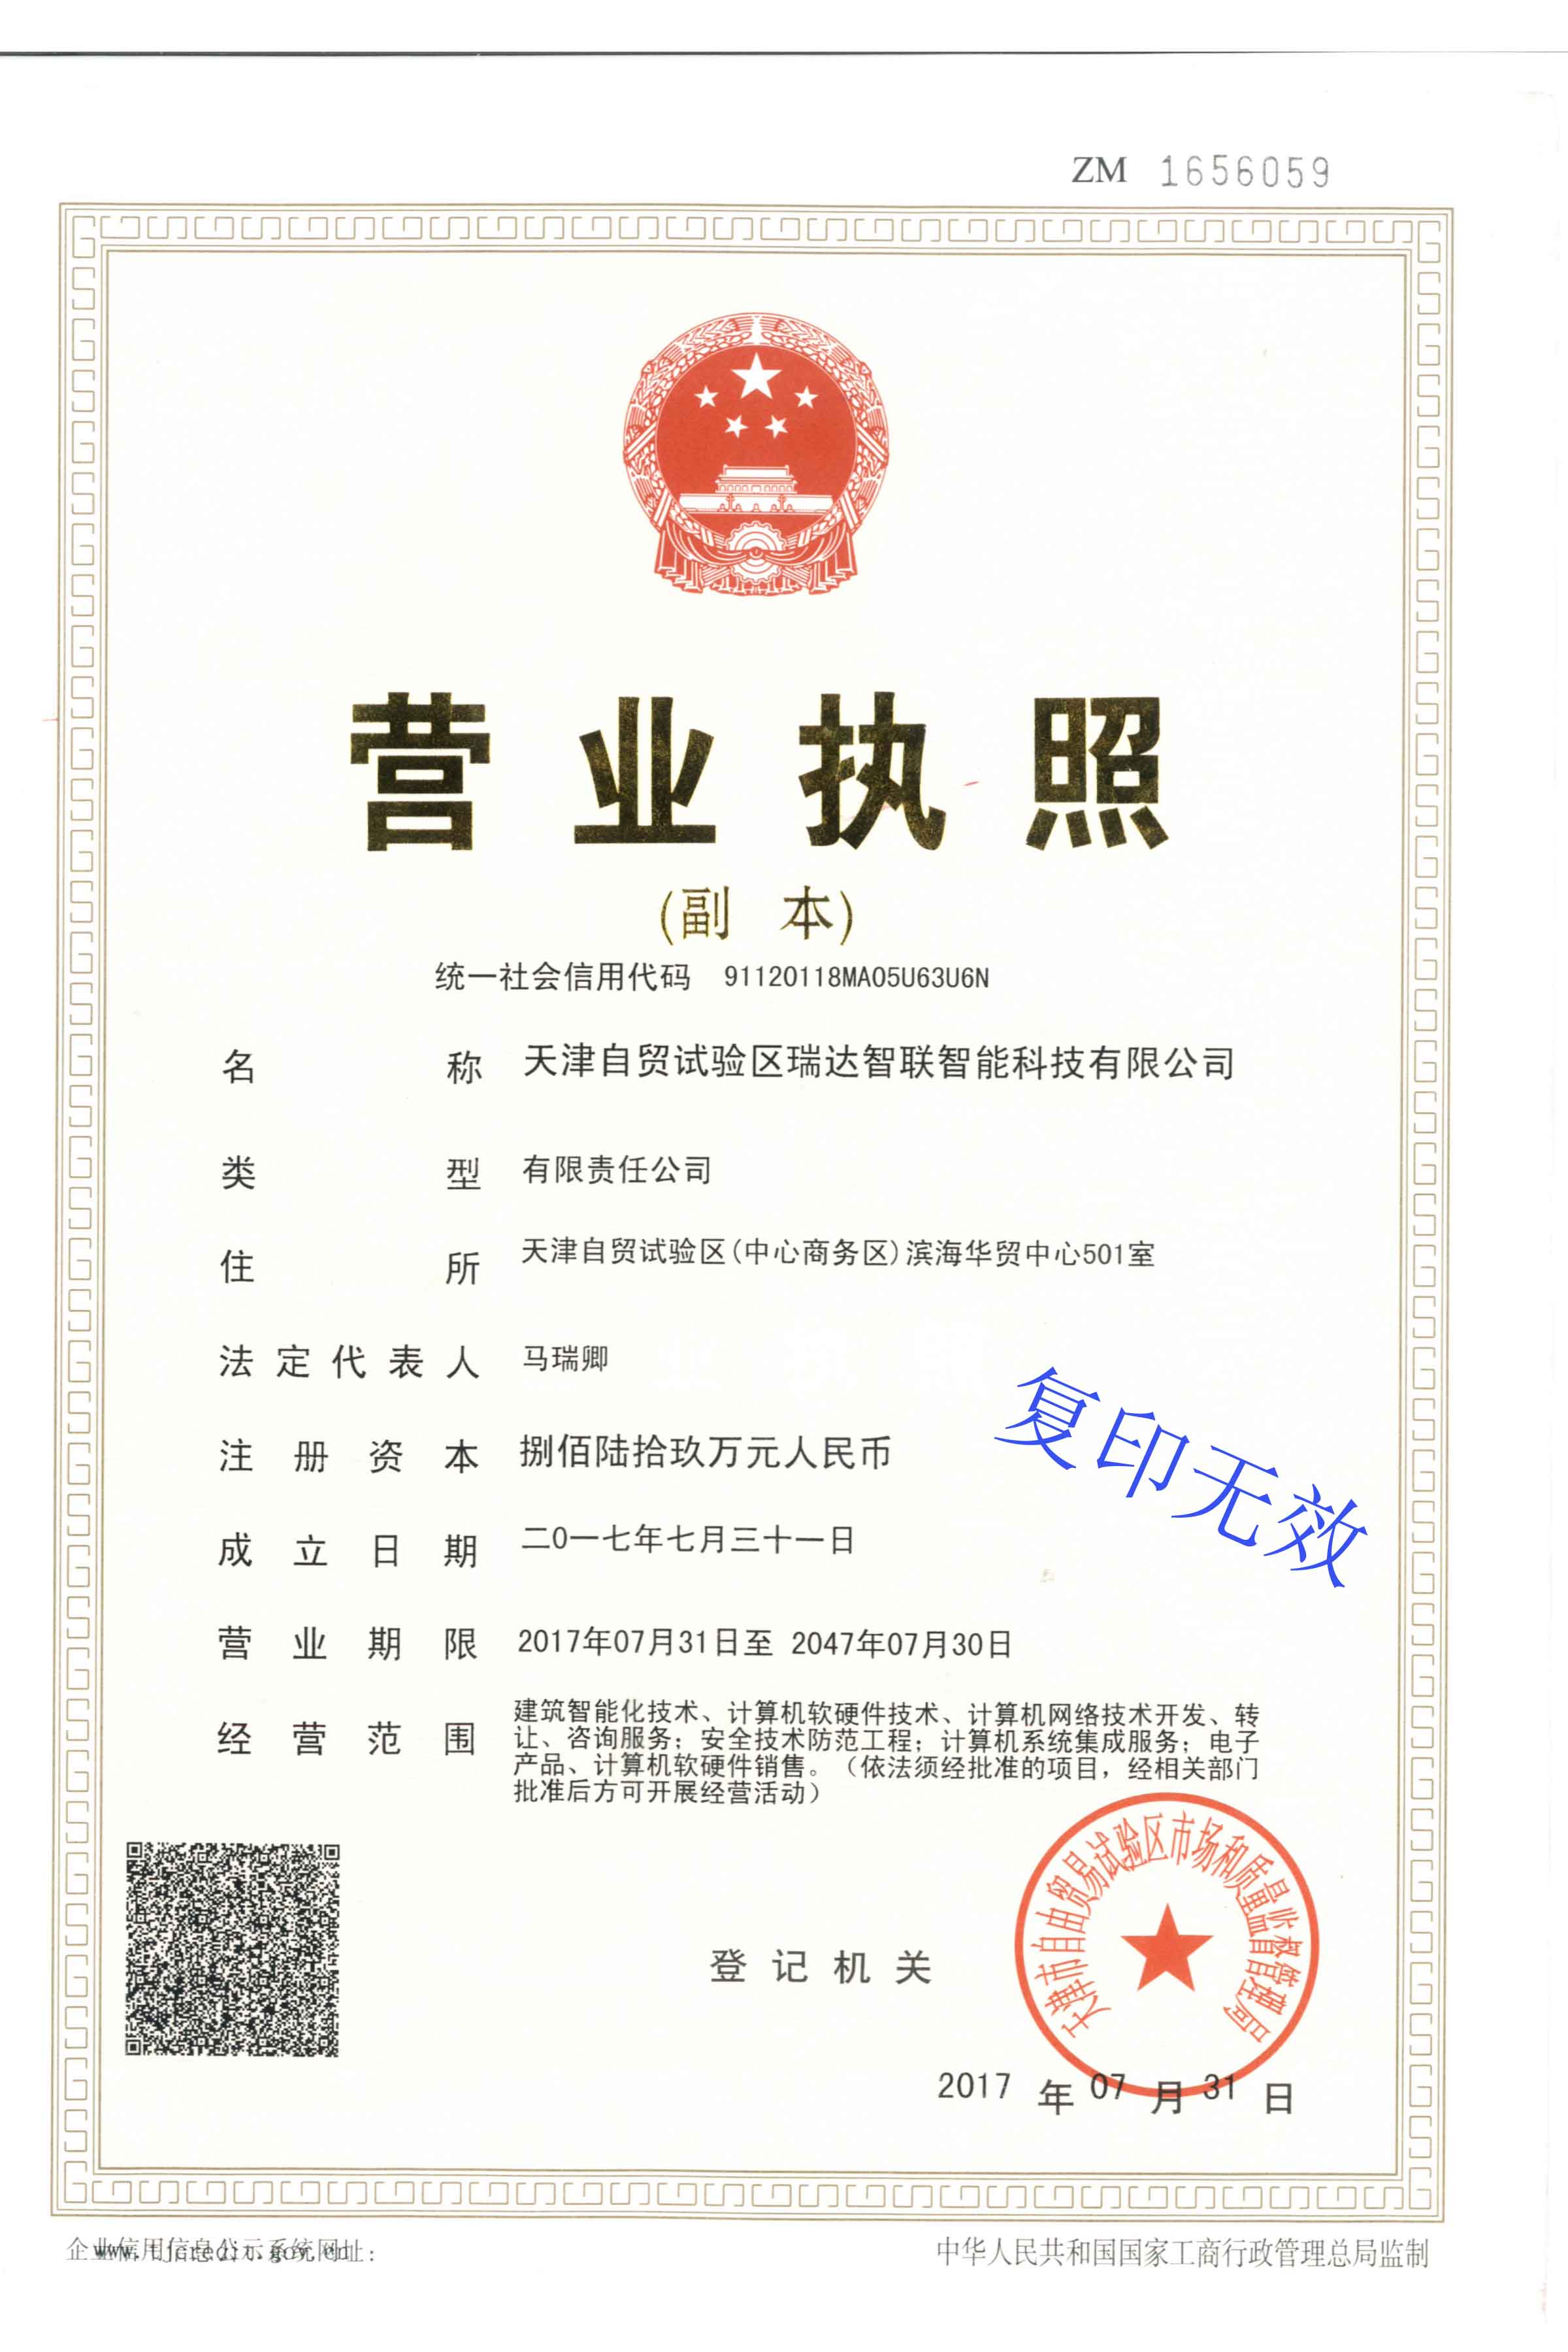 ZM 1656059
营业执照
(副 本)
统一社会信用代码 91120118MA05U63U6N
名 称 天津自贸试验区瑞达智联智能科技有限公司
类 型 有限责任公司
住 所 天津自贸试验区(中心商务区)滨海华贸中心501室
法定代表人 马瑞卿
注册资本 捌佰陆拾玖万元人民币
复印无效
成立日期 二0一七年七月三十一日
营业期限 2017年07月31日至 2047年07月30日
经营范围 建筑智能化技术、计算机软硬件技术、计算机网络技术开发、转
让、咨询服务；安全技术防范工程；计算机系统集成服务；电子
产品、计算机软硬件销售。（依法须经批准的项目，经相关部门
批准后方可开展经营活动）
天津市自由贸易试验区市场和质量监督管理局
登记机关
2017 年 07 月 31 日
企业信用信息公示系统网址：
www.tjcredit.gov.cn
中华人民共和国国家工商行政管理总局监制